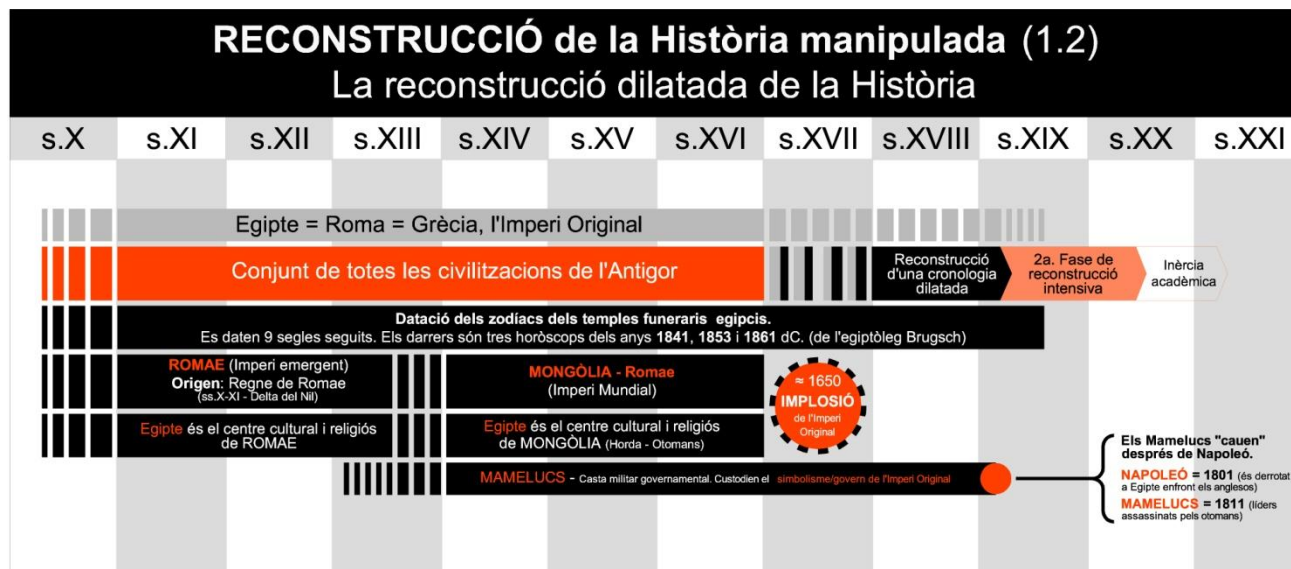 RECONSTRUCCIÓ de la Història manipulada (1.2)
La reconstrucció dilatada de la Història
s.X s.XI s.XII s.XIII s.XIV s.XV s.XVI s.XVII s.XVIII s.XIX s.XX s.XXI
Egipte = Roma = Grècia, l'Imperi Original
Conjunt de totes les civilitzacions de l'Antigor
Reconstrucció
d'una cronologia
dilatada
2a. Fase de
reconstrucció
intensiva
Inèrcia
acadèmica
Datació dels zodíacs dels temples funeraris egipcis.
Es daten 9 segles seguits. Els darrers són tres horòscops dels anys 1841, 1853 i 1861 dC. (de l'egiptòleg Brugsch)
ROMAE (Imperi emergent)
Origen: Regne de Romae
(ss.X-XI - Delta del Nil)
MONGÒLIA - Romae
(Imperi Mundial)
≈ 1650
IMPLOSIÓ
de l'Imperi
Original
Egipte és el centre cultural i religiós
de ROMAE
Egipte és el centre cultural i religiós
de MONGÒLIA (Horda - Otomans)
MAMELUCS - Casta militar governamental. Custodien el simbolisme/govern de l'Imperi Original
Els Mamelucs "cauen"
després de Napoleó.
NAPOLEÓ = 1801 (és derrotat
a Egipte enfront els anglesos)
MAMELUCS = 1811 (líders
assassinats pels otomans)